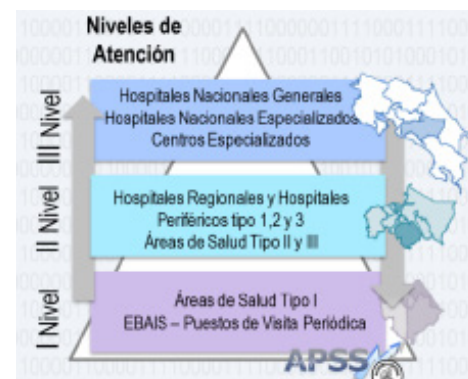 Niveles de
Atención
III Nivel
Hospitales Nacionales Generales
Hospitales Nacionales Especializados
Centros Especializados
II Nivel
Hospitales Regionales y Hospitales
Periféricos tipo 1,2 y 3
Áreas de Salud Tipo II y III
I Nivel
Áreas de Salud Tipo I
EBAIS – Puestos de Visita Periódica
APSS